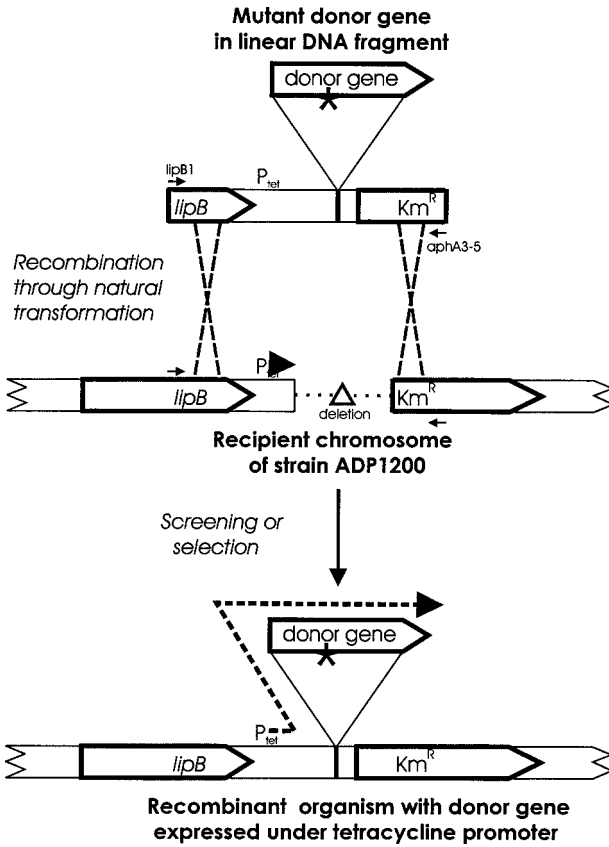 Mutant donor gene
in linear DNA fragment
donor gene
lipB1
Ptet
lipB
KmR
aphA3-5
Recombination
through natural
transformation
Ptet
lipB
deletion
KmR
Recipient chromosome
of strain ADP1200
Screening or
selection
donor gene
Ptet
lipB
KmR
Recombinant organism with donor gene
expressed under tetracycline promoter